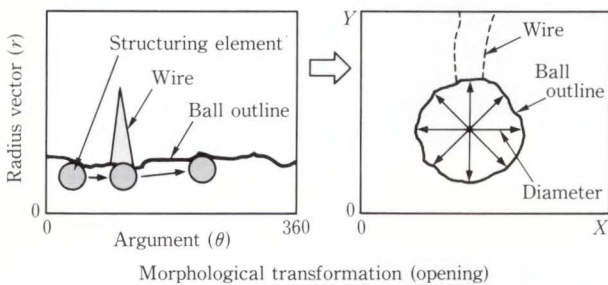 Structuring element
Wire
Ball outline
Radius vector (r)
0
0
360
Argument (θ)
Y
Wire
Ball
outline
Diameter
0
X
Morphological transformation (opening)